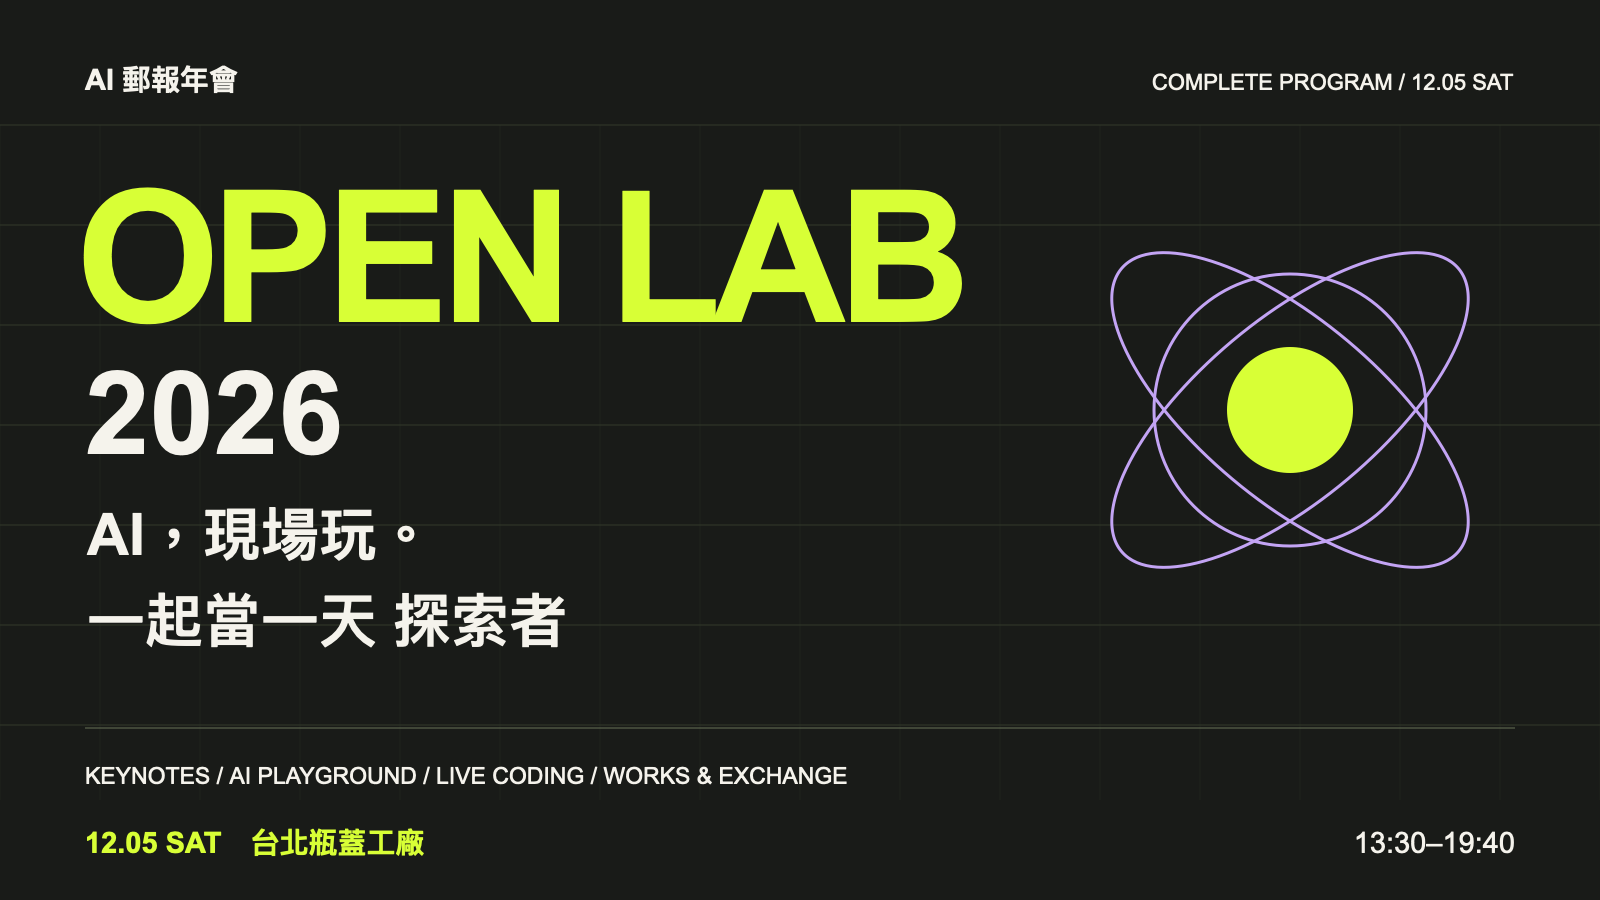 AI 郵報年會
COMPLETE PROGRAM / 12.05 SAT
OPEN LAB
2026
AI，現場玩。
一起當一天 探索者
KEYNOTES / AI PLAYGROUND / LIVE CODING / WORKS & EXCHANGE
12.05 SAT 台北瓶蓋工廠
13:30–19:40